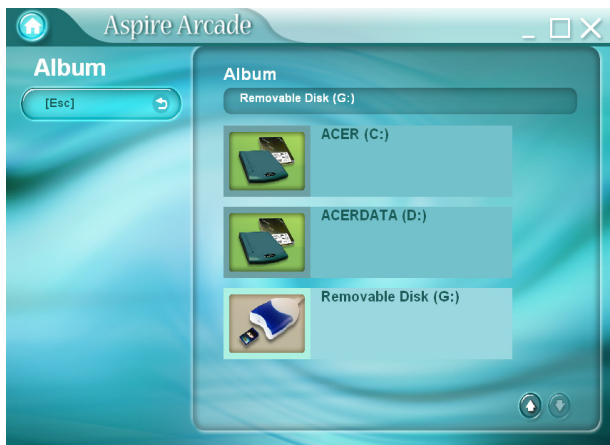 Aspire Arcade
Album
[Esc]
Album
Removable Disk (G:)
ACER (C:)
ACERDATA (D:)
Removable Disk (G:)